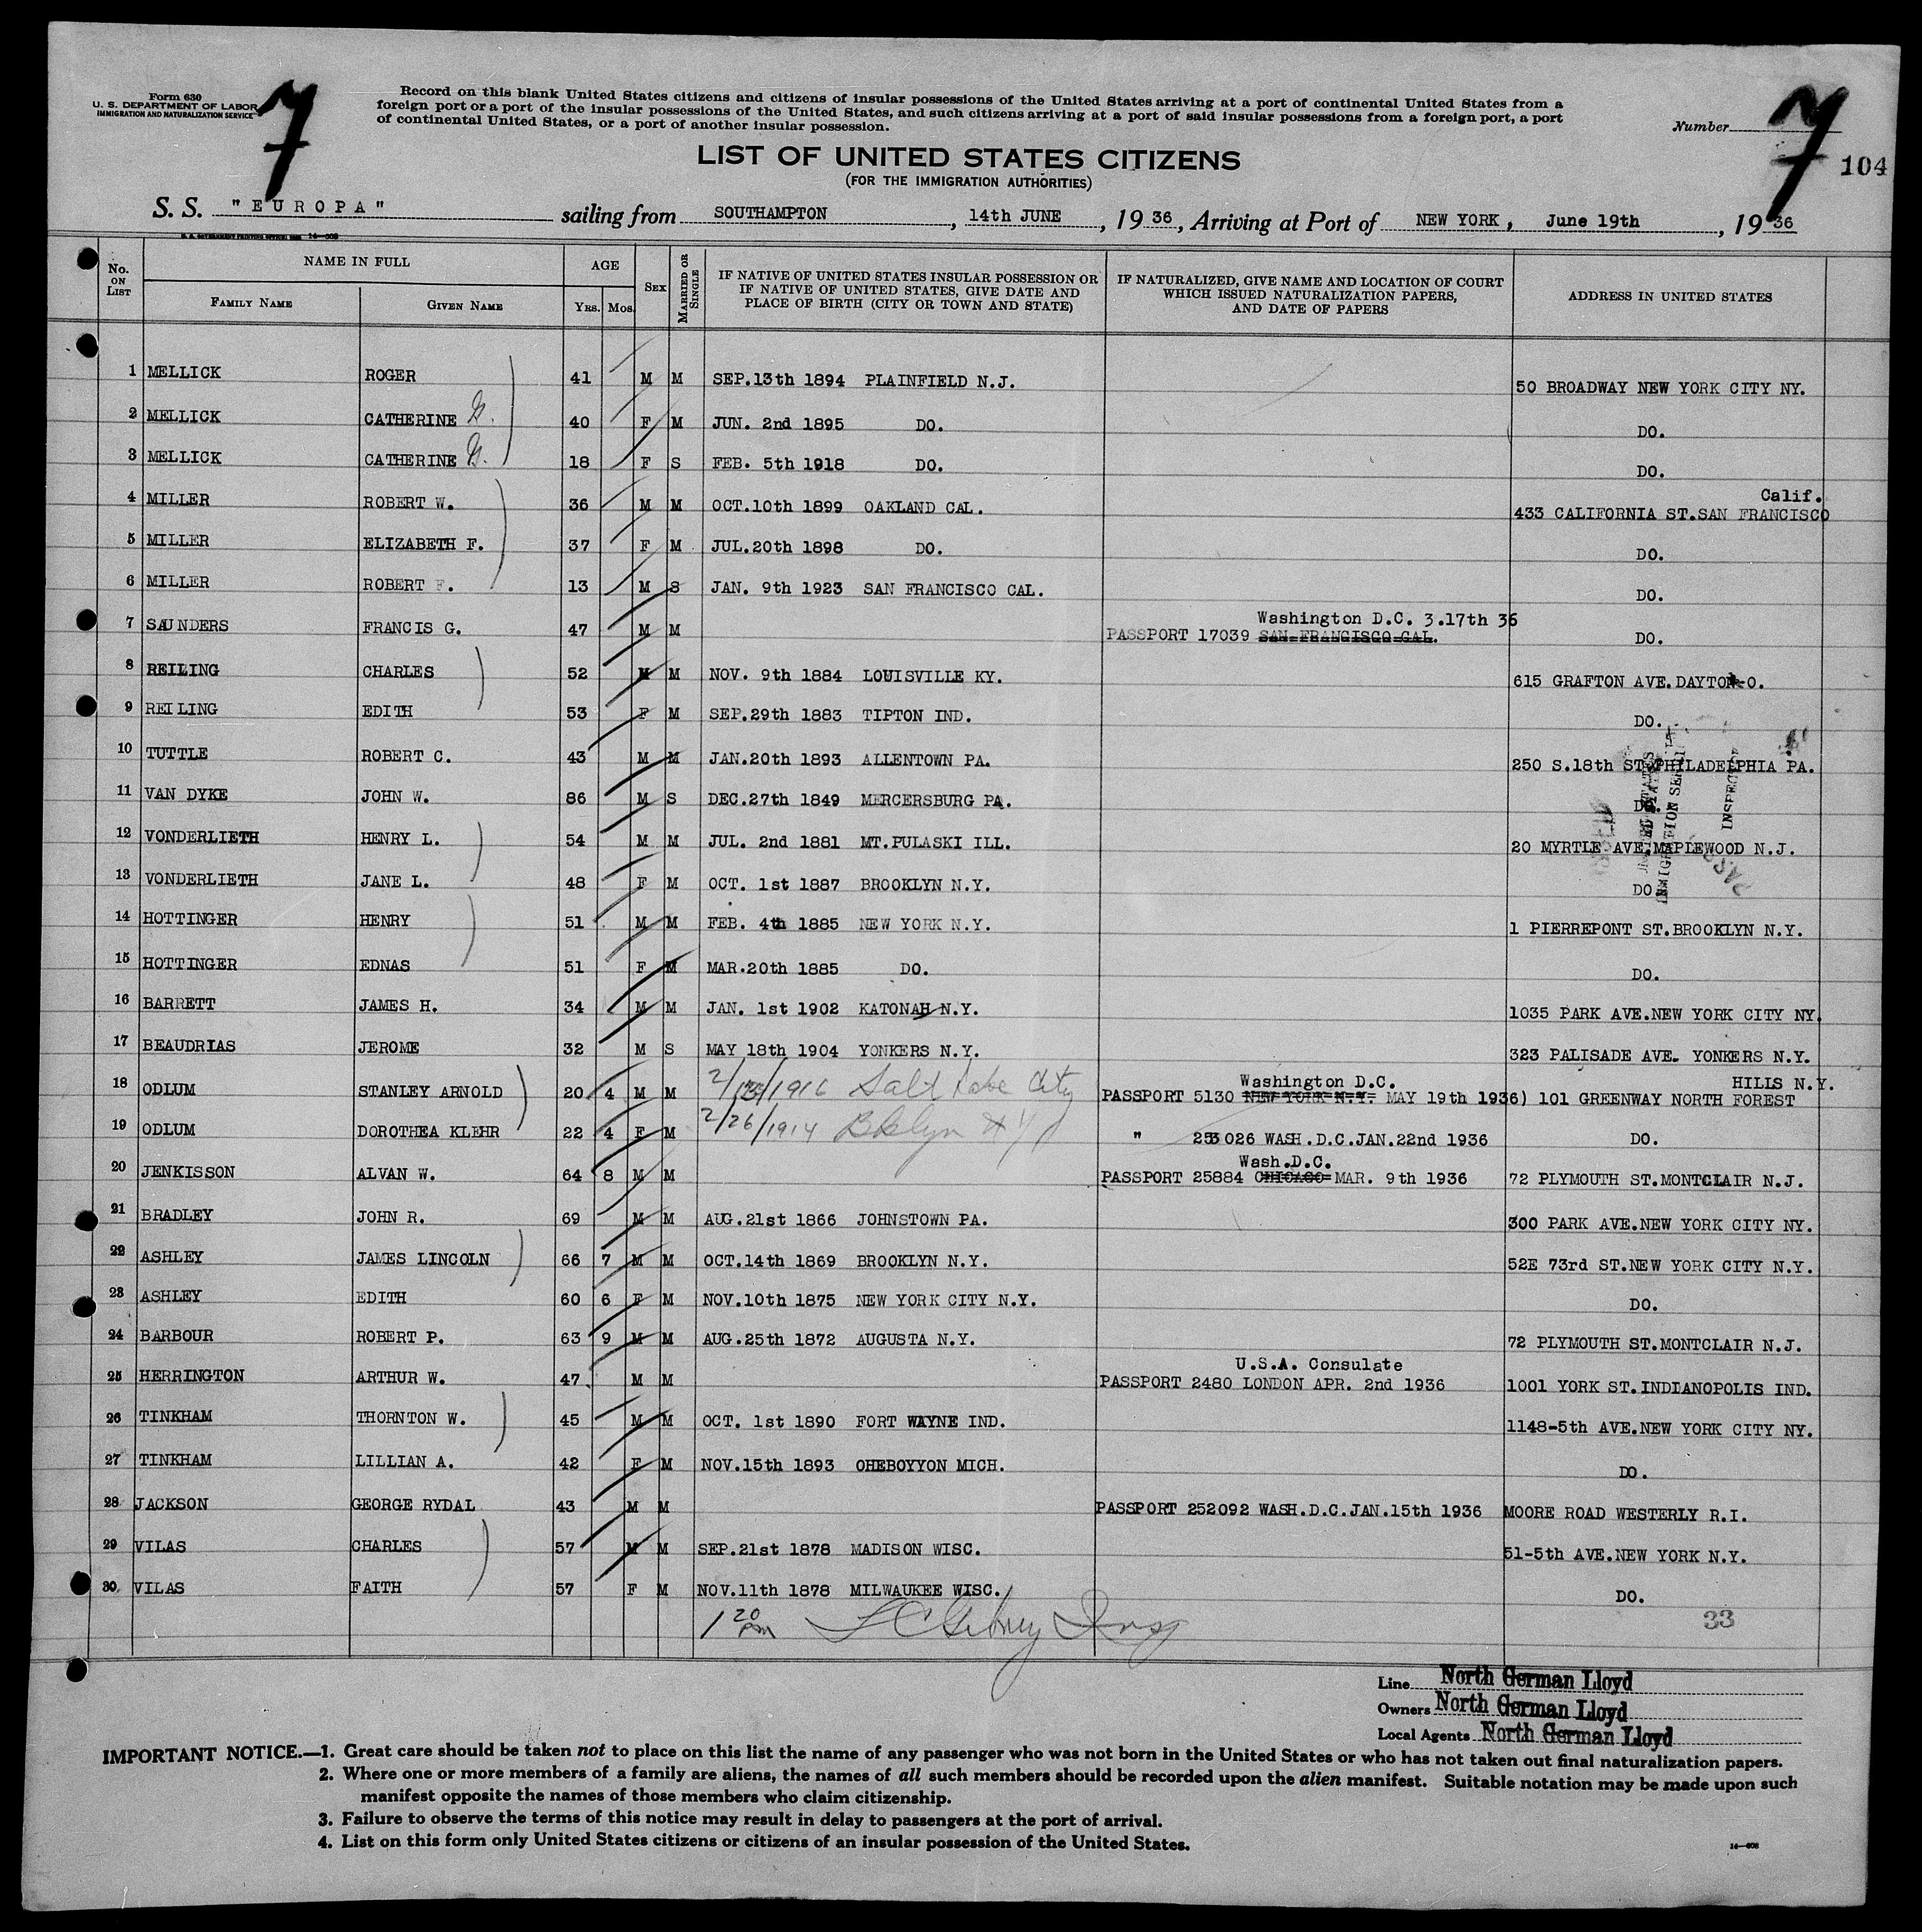 Form 630
U. S. DEPARTMENT OF LABOR
IMMIGRATION AND NATURALIZATION SERVICE
7
Record on this blank United States citizens and citizens of insular possessions of the United States arriving at a port of continental United States from a
foreign port or a port of the insular possessions of the United States, and such citizens arriving at a port of said insular possessions from a foreign port, a port
of continental United States, or a port of another insular possession.
Number 7
104
LIST OF UNITED STATES CITIZENS
(FOR THE IMMIGRATION AUTHORITIES)
S. S. "EUROPA" sailing from SOUTHAMPTON, 14th JUNE, 1936, Arriving at Port of NEW YORK, June 19th, 1936
No. ON LIST NAME IN FULL FAMILY NAME GIVEN NAME AGE YRS. MOS. SEX MARRIED OR SINGLE IF NATIVE OF UNITED STATES INSULAR POSSESSION OR IF NATIVE OF UNITED STATES, GIVE DATE AND PLACE OF BIRTH (CITY OR TOWN AND STATE) IF NATURALIZED, GIVE NAME AND LOCATION OF COURT WHICH ISSUED NATURALIZATION PAPERS, AND DATE OF PAPERS ADDRESS IN UNITED STATES
1 MELLICK ROGER 41 M M SEP.13th 1894 PLAINFIELD N.J. 50 BROADWAY NEW YORK CITY NY.
2 MELLICK CATHERINE G. 40 F M JUN. 2nd 1895 DO. DO.
3 MELLICK CATHERINE G. 18 F S FEB. 5th 1918 DO. DO.
4 MILLER ROBERT W. 36 M M OCT.10th 1899 OAKLAND CAL. 433 CALIFORNIA ST.SAN FRANCISCO Calif.
5 MILLER ELIZABETH F. 37 F M JUL.20th 1898 DO. DO.
6 MILLER ROBERT F. 13 M S JAN. 9th 1923 SAN FRANCISCO CAL. DO.
7 SAUNDERS FRANCIS G. 47 M M PASSPORT 17039 SAN FRANCISCO CAL. Washington D.C. 3.17th 36 DO.
8 REILING CHARLES 52 M M NOV. 9th 1884 LOUISVILLE KY. 615 GRAFTON AVE.DAYTON-O.
9 REILING EDITH 53 F M SEP.29th 1883 TIPTON IND. DO.
10 TUTTLE ROBERT C. 43 M M JAN.20th 1893 ALLENTOWN PA. 250 S.18th ST.PHILADELPHIA PA.
11 VAN DYKE JOHN W. 86 M S DEC.27th 1849 MERCERSBURG PA. DO.
12 VONDERLIETH HENRY L. 54 M M JUL. 2nd 1881 MT.PULASKI ILL. 20 MYRTLE AVE.MAPLEWOOD N.J.
13 VONDERLIETH JANE L. 48 F M OCT. 1st 1887 BROOKLYN N.Y. DO
14 HOTTINGER HENRY 51 M M FEB. 4th 1885 NEW YORK N.Y. 1 PIERREPONT ST.BROOKLYN N.Y.
15 HOTTINGER EDNAS 51 F M MAR.20th 1885 DO. DO.
16 BARRETT JAMES H. 34 M M JAN. 1st 1902 KATONAH N.Y. 1035 PARK AVE.NEW YORK CITY NY.
17 BEAUDRIAS JEROME 32 M S MAY 18th 1904 YONKERS N.Y. 323 PALISADE AVE. YONKERS N.Y.
18 ODLUM STANLEY ARNOLD 20 4 M M 2/13/1916 Salt Lake City PASSPORT 5130 NEW YORK N.Y. Washington D.C. MAY 19th 1936) 101 GREENWAY NORTH FOREST HILLS N.Y.
19 ODLUM DOROTHEA KLEHR 22 4 F M 2/26/1914 Bklyn NY " 253026 WASH.D.C.JAN.22nd 1936 DO.
20 JENKISSON ALVAN W. 64 8 M M PASSPORT 25884 CHICAGO Wash.D.C. MAR. 9th 1936 72 PLYMOUTH ST.MONTCLAIR N.J.
21 BRADLEY JOHN R. 69 M M AUG.21st 1866 JOHNSTOWN PA. 300 PARK AVE.NEW YORK CITY NY.
22 ASHLEY JAMES LINCOLN 66 7 M M OCT.14th 1869 BROOKLYN N.Y. 52E 73rd ST.NEW YORK CITY N.Y.
23 ASHLEY EDITH 60 6 F M NOV.10th 1875 NEW YORK CITY N.Y. DO.
24 BARBOUR ROBERT P. 63 9 M M AUG.25th 1872 AUGUSTA N.Y. 72 PLYMOUTH ST.MONTCLAIR N.J.
25 HERRINGTON ARTHUR W. 47 M M PASSPORT 2480 LONDON APR. 2nd 1936 U.S.A. Consulate 1001 YORK ST.INDIANOPOLIS IND.
26 TINKHAM THORNTON W. 45 M M OCT. 1st 1890 FORT WAYNE IND. 1148-5th AVE.NEW YORK CITY NY.
27 TINKHAM LILLIAN A. 42 F M NOV.15th 1893 OHEBOYYON MICH. DO.
28 JACKSON GEORGE RYDAL 43 M M PASSPORT 252092 WASH.D.C.JAN.15th 1936 MOORE ROAD WESTERLY R.I.
29 VILAS CHARLES 57 M M SEP.21st 1878 MADISON WISC. 51-5th AVE.NEW YORK N.Y.
30 VILAS FAITH 57 F M NOV.11th 1878 MILWAUKEE WISC. DO.
1 20 PM
33
Line North German Lloyd
Owners North German Lloyd
Local Agents North German Lloyd
IMPORTANT NOTICE.—1. Great care should be taken not to place on this list the name of any passenger who was not born in the United States or who has not taken out final naturalization papers.
2. Where one or more members of a family are aliens, the names of all such members should be recorded upon the alien manifest. Suitable notation may be made upon such
manifest opposite the names of those members who claim citizenship.
3. Failure to observe the terms of this notice may result in delay to passengers at the port of arrival.
4. List on this form only United States citizens or citizens of an insular possession of the United States.